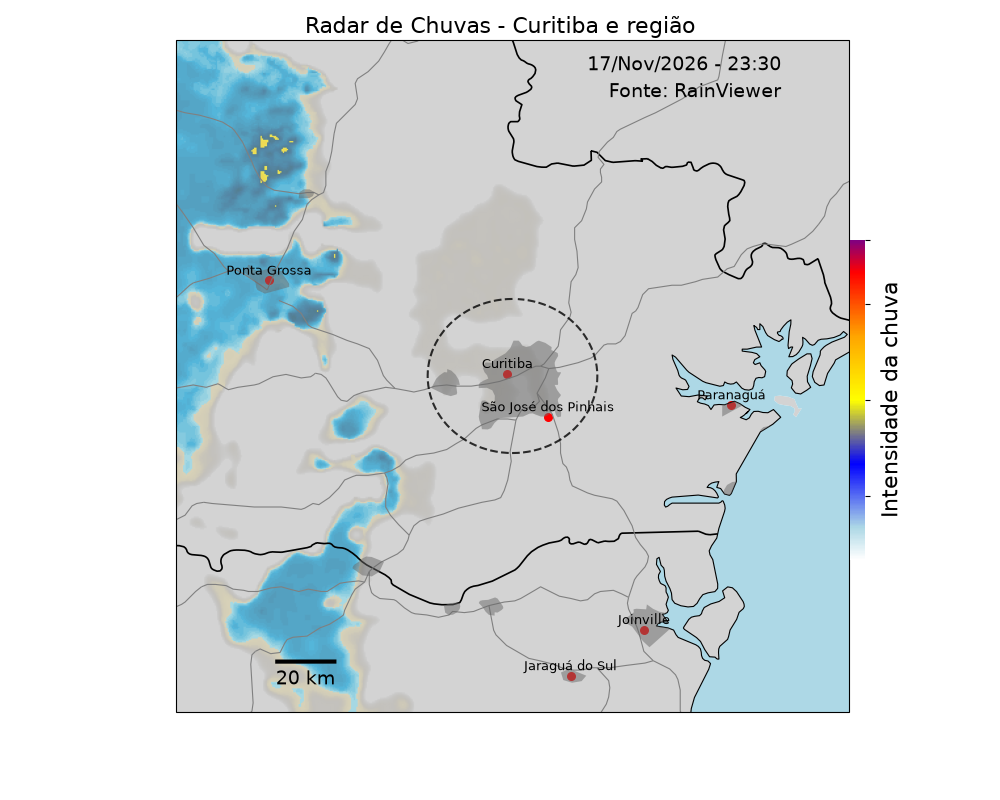 Radar de Chuvas - Curitiba e região
17/Nov/2026 - 23:30
Fonte: RainViewer
Ponta Grossa
Curitiba
São José dos Pinhais
Paranaguá
Intensidade da chuva
Joinville
Jaraguá do Sul
20 km